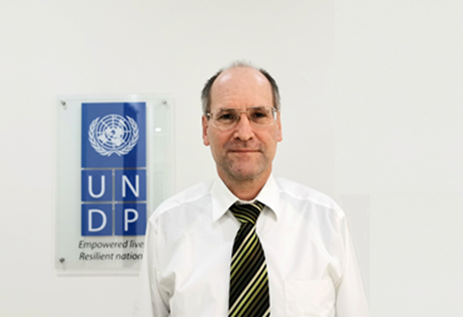 UN
DP
Empowered live
Resilient nation